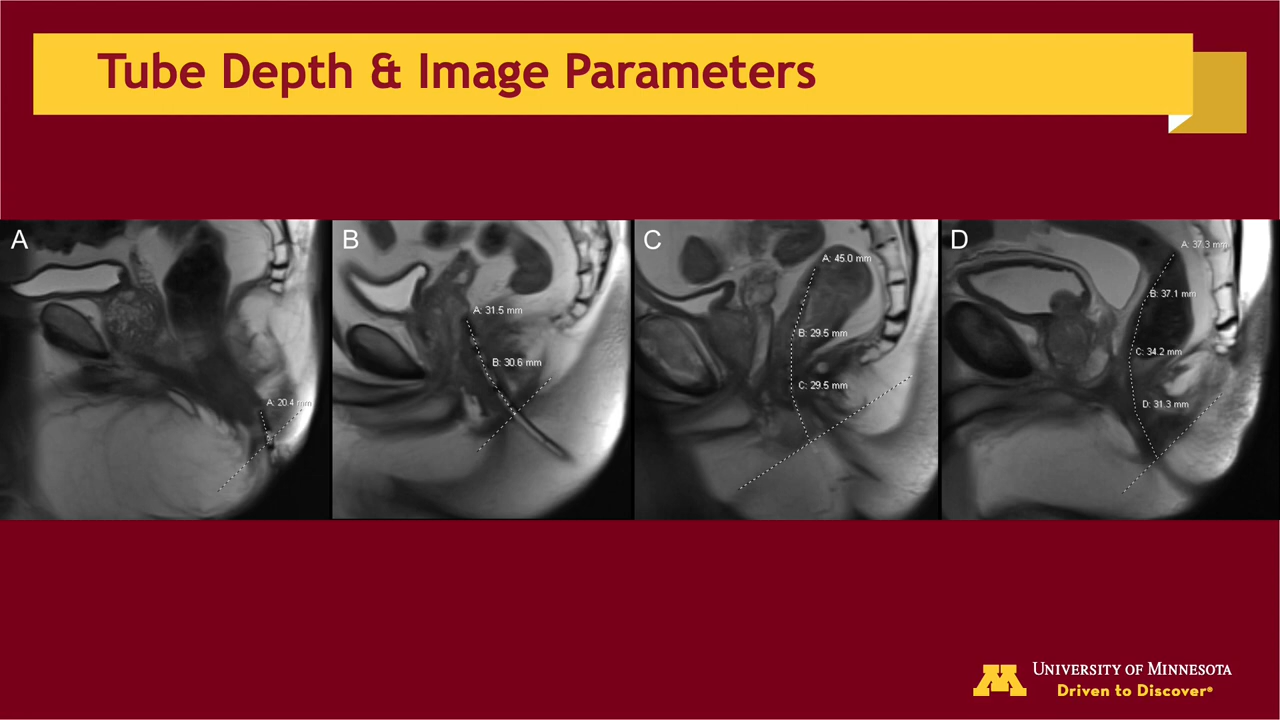 Tube Depth & Image Parameters
A
A: 20.4 mm
B
A: 31.5 mm
B: 30.6 mm
C
A: 45.0 mm
B: 29.5 mm
C: 29.5 mm
D
A: 37.3 mm
B: 37.1 mm
C: 34.2 mm
D: 31.3 mm
UNIVERSITY OF MINNESOTA
Driven to Discover®